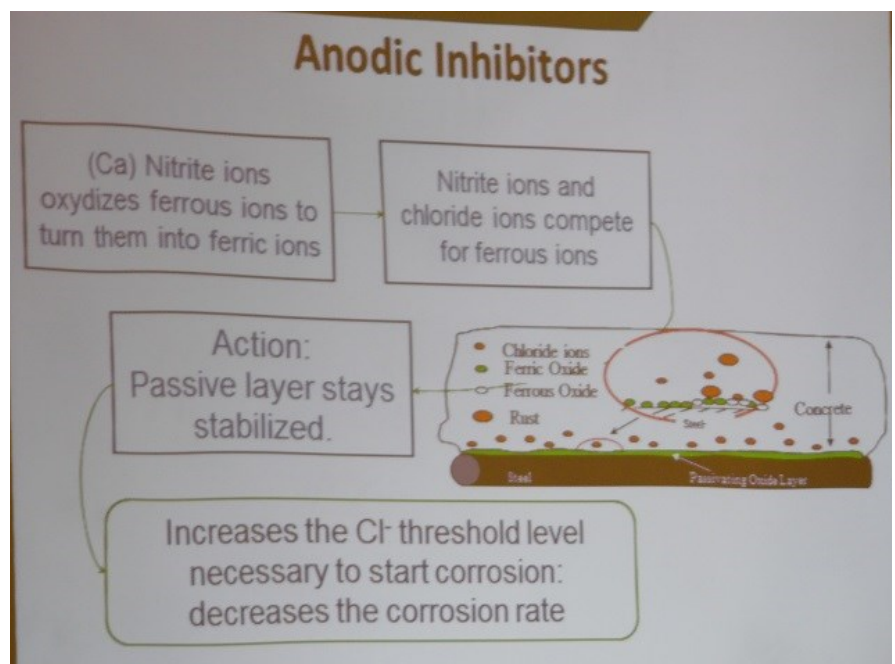 Anodic Inhibitors
(Ca) Nitrite ions
oxydizes ferrous ions to
turn them into ferric ions
Nitrite ions and
chloride ions compete
for ferrous ions
Action:
Passive layer stays
stabilized.
Chloride ions
Ferric Oxide
Ferrous Oxide
Rust
Steel
Concrete
Steel
Passivating Oxide Layer
Increases the Cl- threshold level
necessary to start corrosion:
decreases the corrosion rate